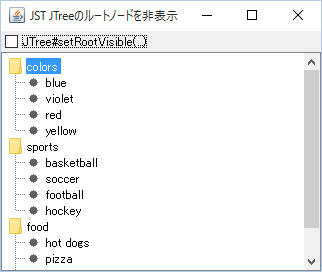 JST JTreeのルートノードを非表示
JTree#setRootVisible(...)
colors
blue
violet
red
yellow
sports
basketball
soccer
football
hockey
food
hot dogs
pizza